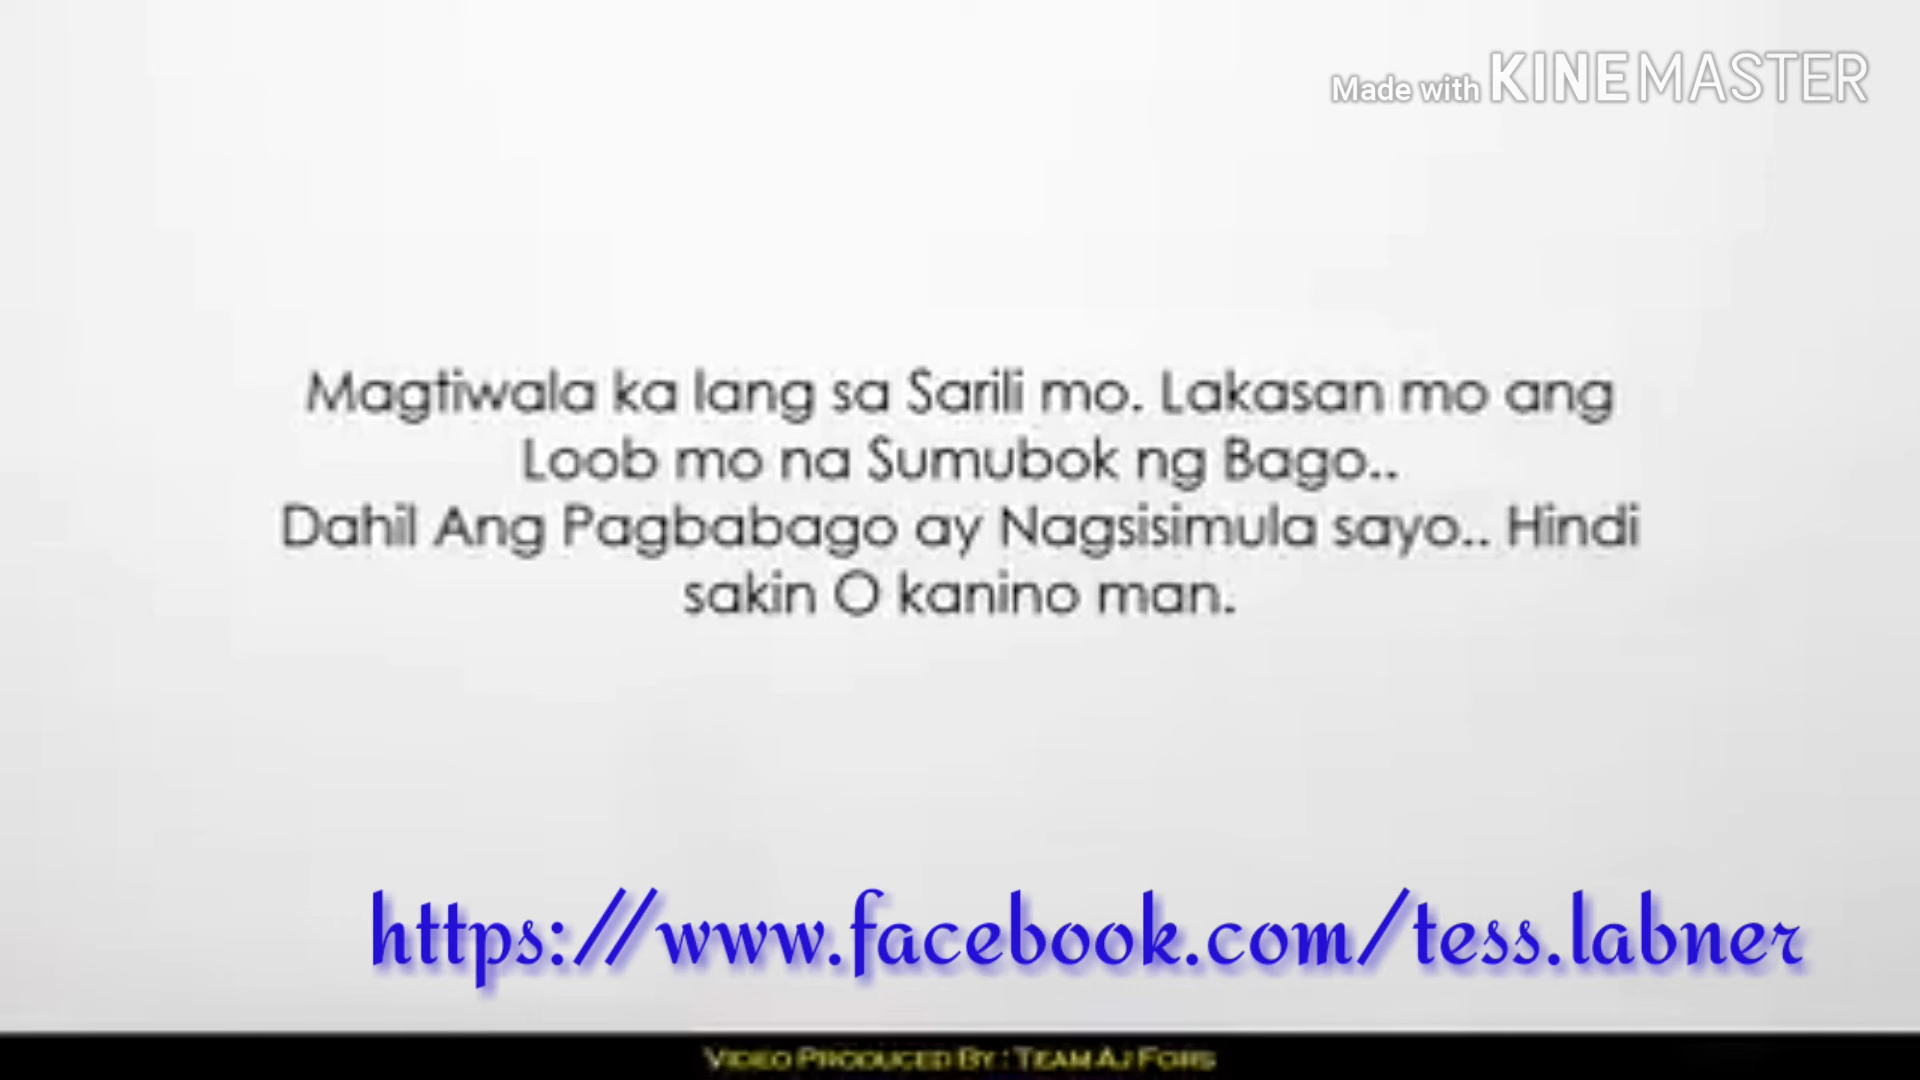 Made with KINEMASTER
Magtiwala ka lang sa Sarili mo. Lakasan mo ang
Loob mo na Sumubok ng Bago..
Dahil Ang Pagbabago ay Nagsisimula sayo.. Hindi
sakin O kanino man.
https://www.facebook.com/tess.labner
VIDEO PRODUCED BY : TEAM AJ